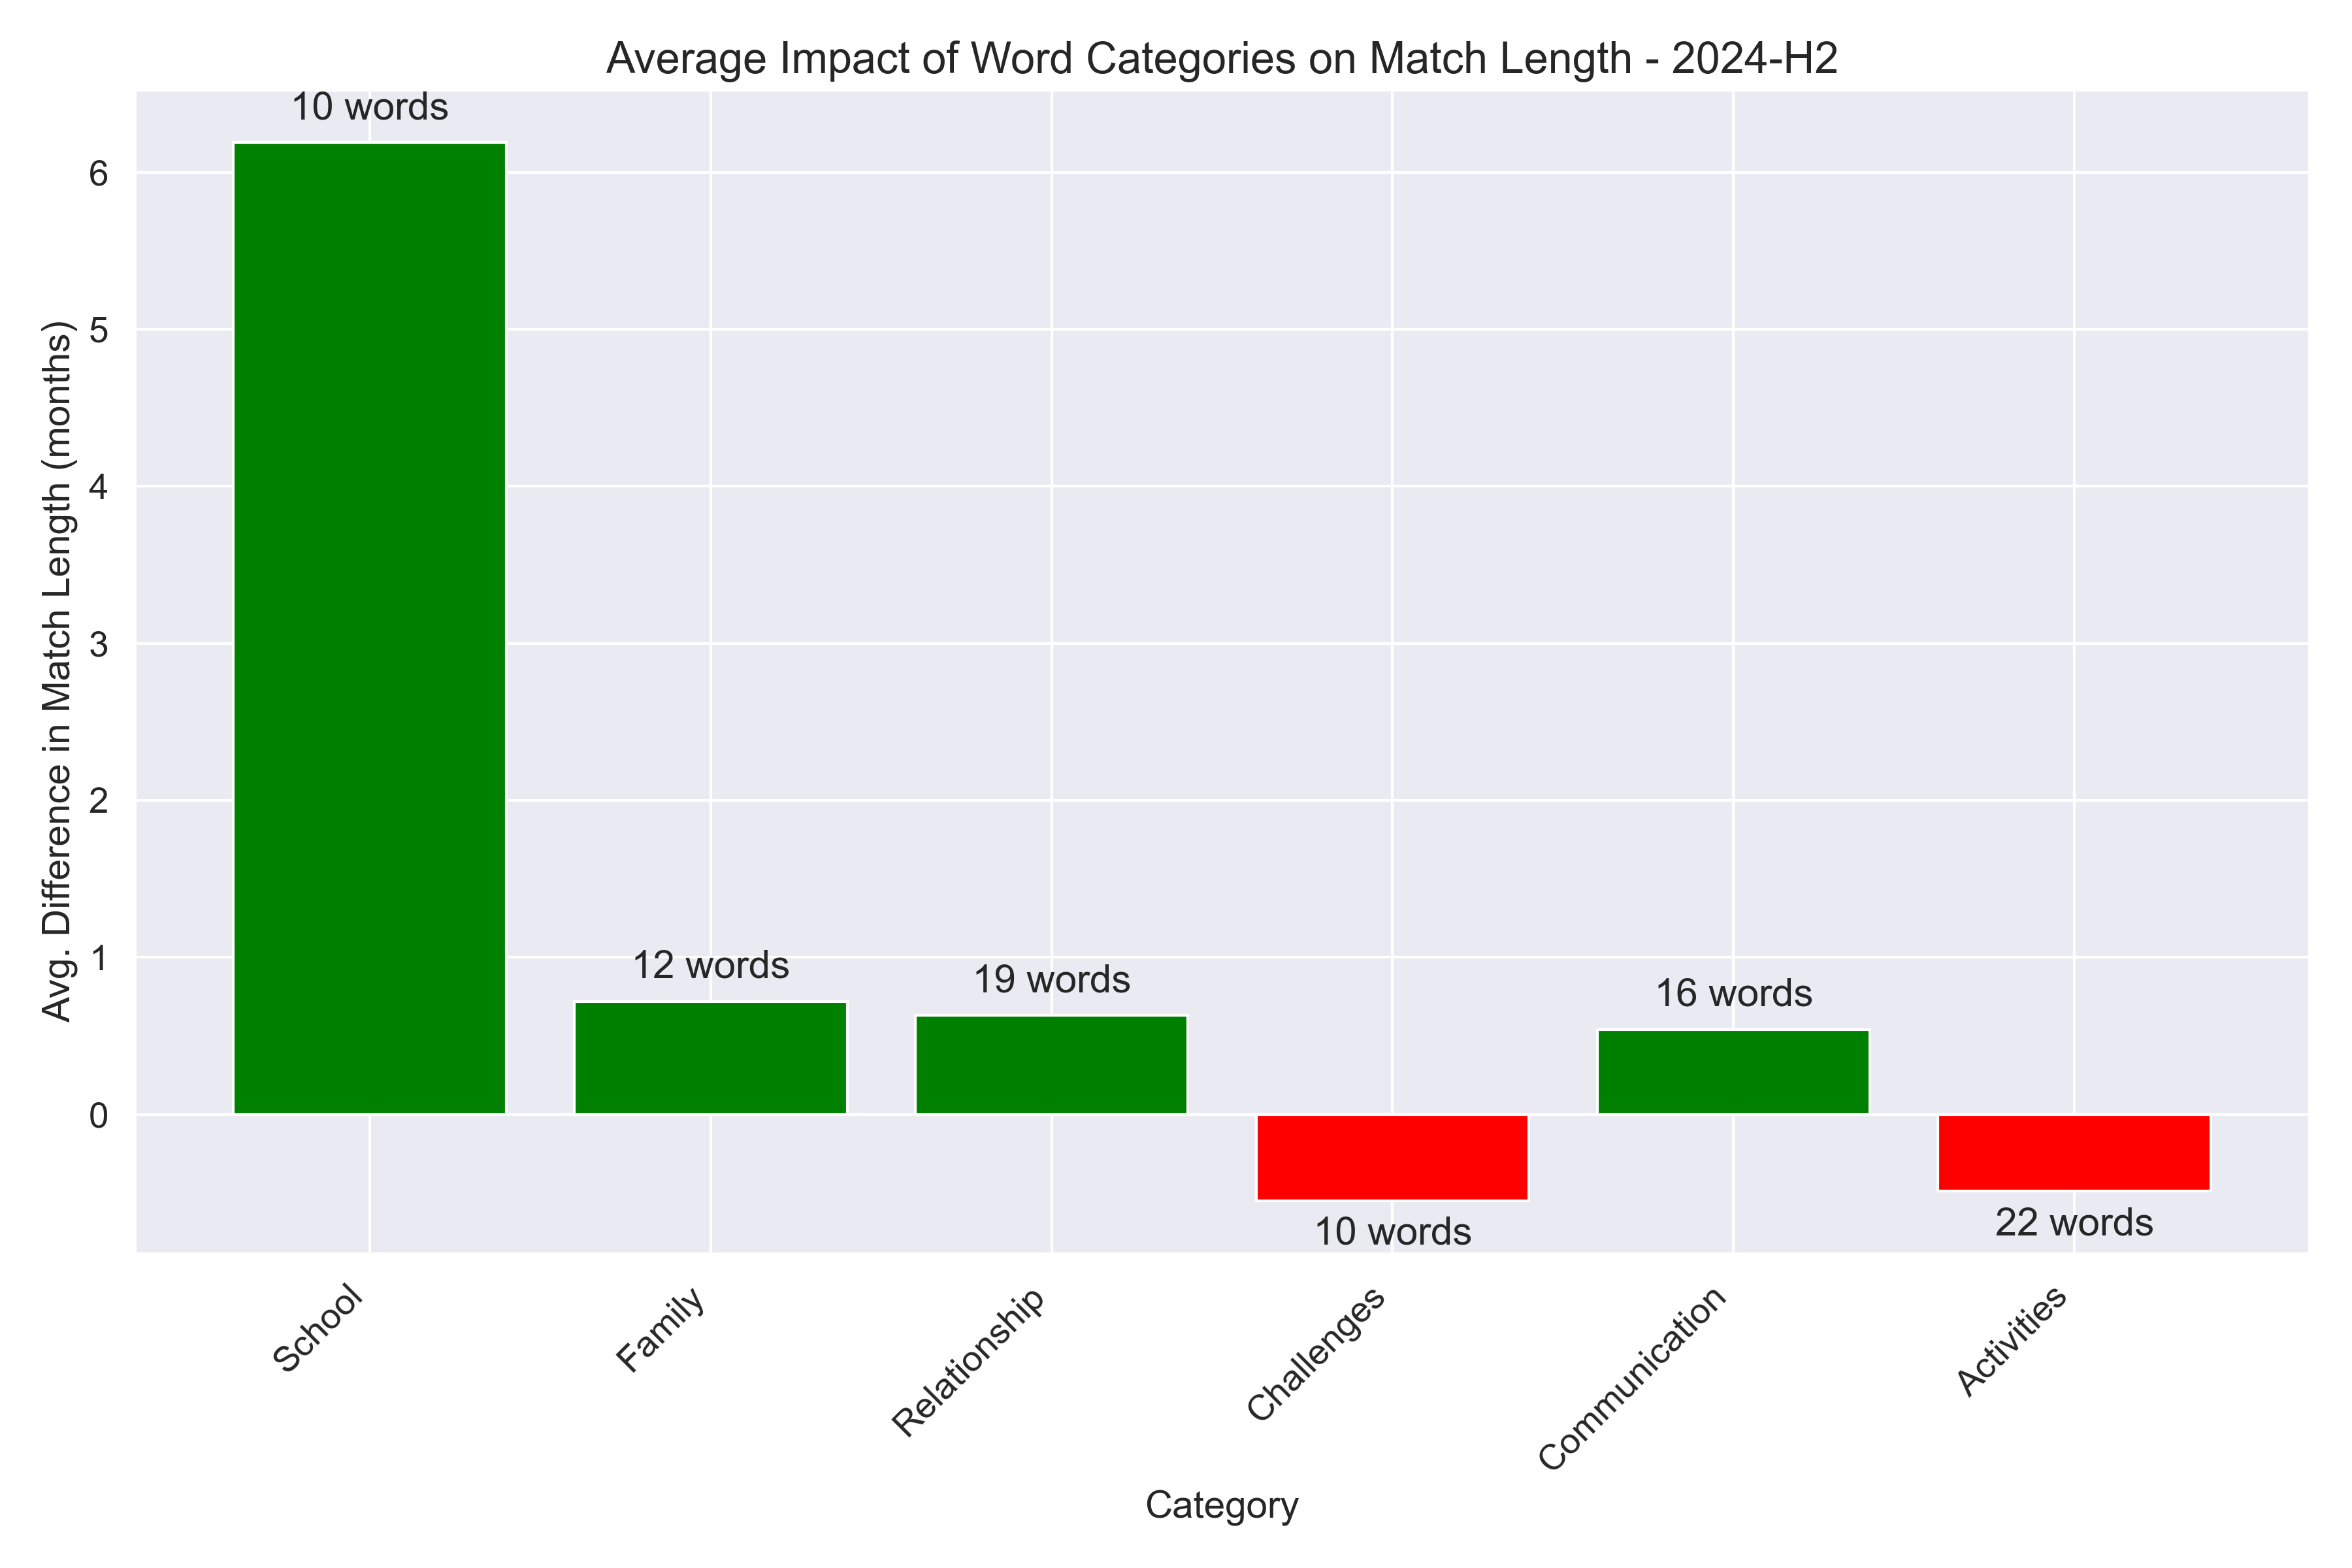 Average Impact of Word Categories on Match Length - 2024-H2
10 words
6
5
4
3
2
1
0
Avg. Difference in Match Length (months)
12 words
19 words
10 words
16 words
22 words
School
Family
Relationship
Challenges
Communication
Activities
Category